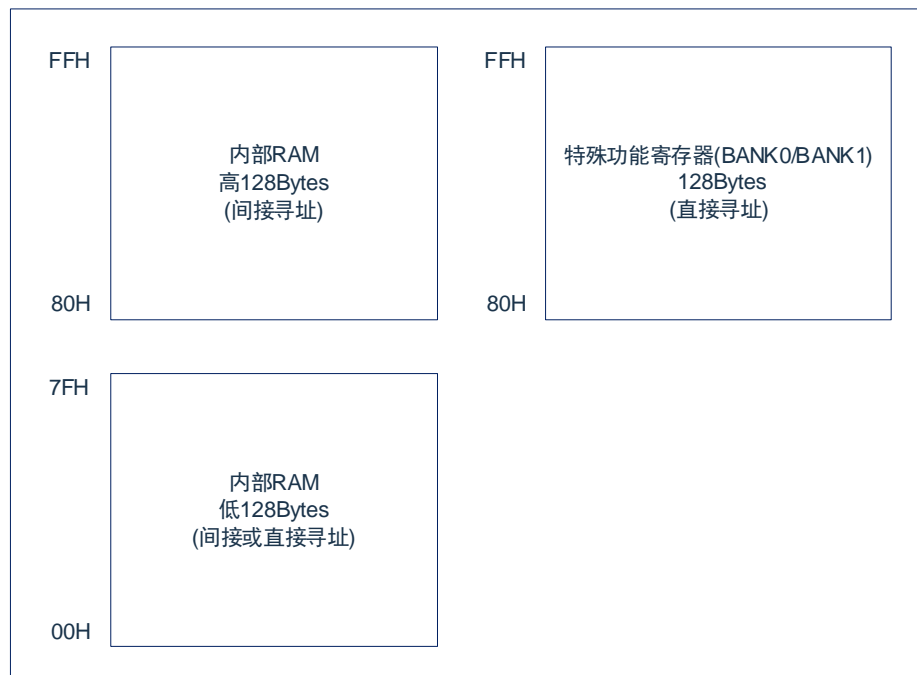 FFH
内部RAM
高128Bytes
(间接寻址)
80H
FFH
特殊功能寄存器(BANK0/BANK1)
128Bytes
(直接寻址)
80H
7FH
内部RAM
低128Bytes
(间接或直接寻址)
00H